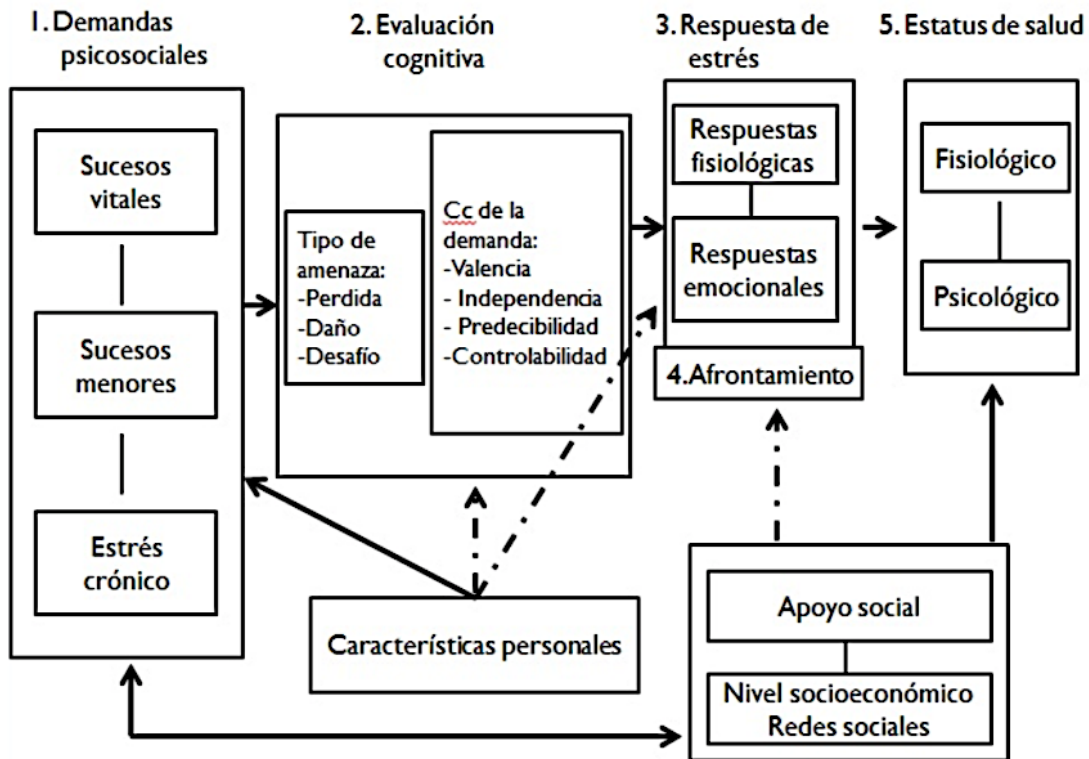 1. Demandas
psicosociales
Sucesos
vitales
Sucesos
menores
Estrés
crónico
2. Evaluación
cognitiva
Tipo de
amenaza:
-Perdida
-Daño
-Desafío
Cc de la
demanda:
-Valencia
- Independencia
- Predecibilidad
-Controlabilidad
3. Respuesta de
estrés
Respuestas
fisiológicas
Respuestas
emocionales
4.Afrontamiento
5. Estatus de salud
Fisiológico
Psicológico
Características personales
Apoyo social
Nivel socioeconómico
Redes sociales